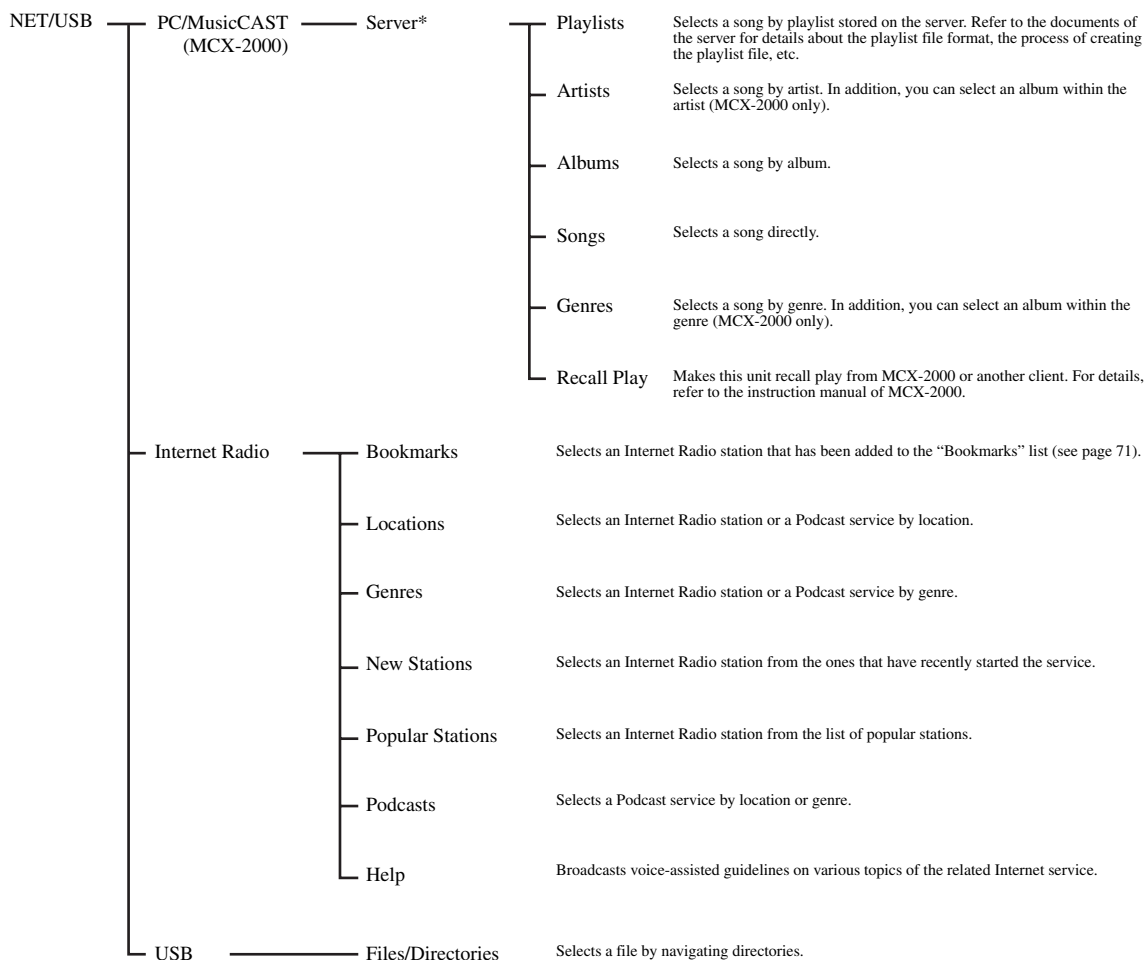 NET/USB
PC/MusicCAST
(MCX-2000)
Server*
Playlists
Selects a song by playlist stored on the server. Refer to the documents of
the server for details about the playlist file format, the process of creating
the playlist file, etc.
Artists
Selects a song by artist. In addition, you can select an album within the
artist (MCX-2000 only).
Albums
Selects a song by album.
Songs
Selects a song directly.
Genres
Selects a song by genre. In addition, you can select an album within the
genre (MCX-2000 only).
Recall Play
Makes this unit recall play from MCX-2000 or another client. For details,
refer to the instruction manual of MCX-2000.
Internet Radio
Bookmarks
Selects an Internet Radio station that has been added to the “Bookmarks” list (see page 71).
Locations
Selects an Internet Radio station or a Podcast service by location.
Genres
Selects an Internet Radio station or a Podcast service by genre.
New Stations
Selects an Internet Radio station from the ones that have recently started the service.
Popular Stations
Selects an Internet Radio station from the list of popular stations.
Podcasts
Selects a Podcast service by location or genre.
Help
Broadcasts voice-assisted guidelines on various topics of the related Internet service.
USB
Files/Directories
Selects a file by navigating directories.